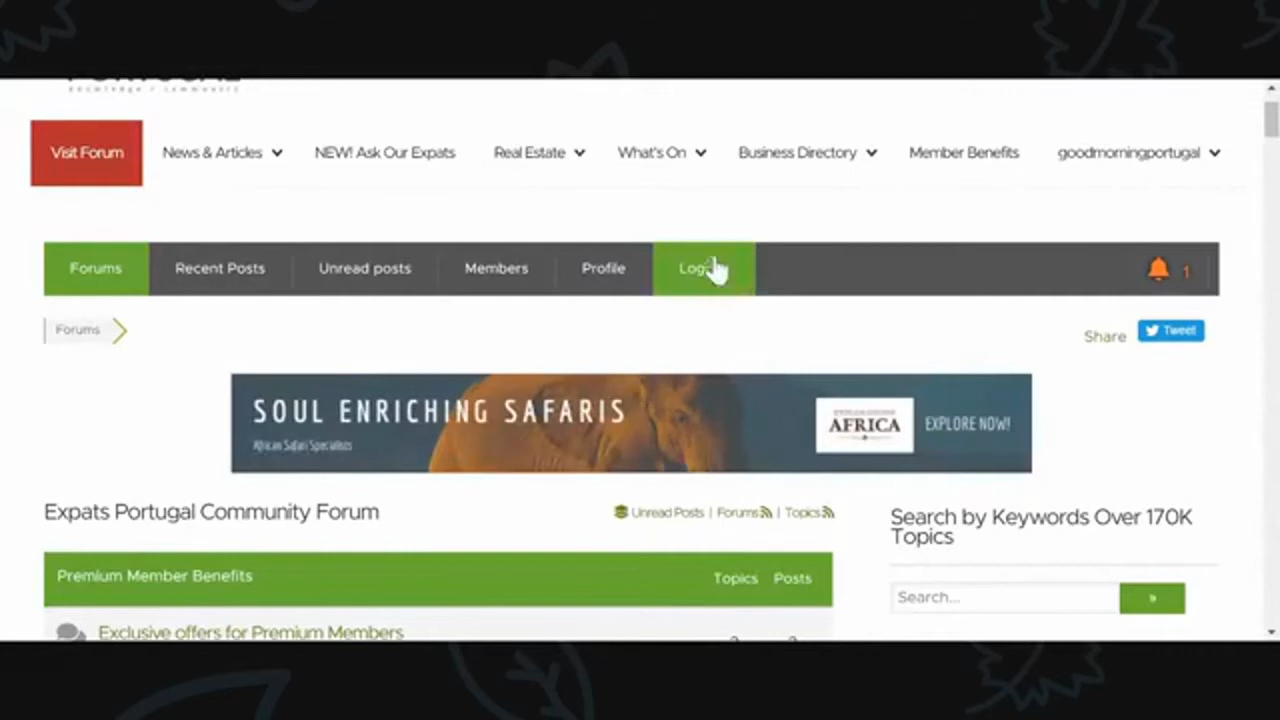 Visit Forum
News & Articles
NEW! Ask Our Expats
Real Estate
What's On
Business Directory
Member Benefits
goodmorningportugal
Forums
Recent Posts
Unread posts
Members
Profile
1
Forums
Share
Tweet
SOUL ENRICHING SAFARIS
African Safari Specialists
AFRICA
EXPLORE NOW!
Expats Portugal Community Forum
Unread Posts | Forums | Topics
Search by Keywords Over 170K
Topics
Premium Member Benefits
Topics Posts
Search...
Exclusive offers for Premium Members